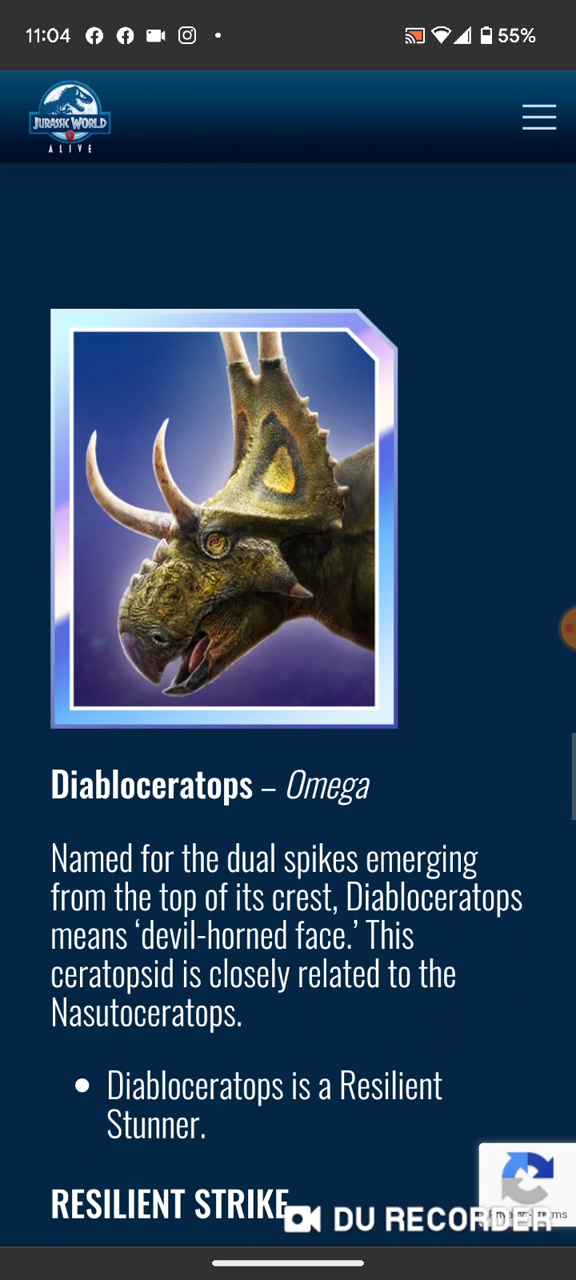 11:04
55%
JURASSIC WORLD
ALIVE
Diabloceratops – Omega
Named for the dual spikes emerging
from the top of its crest, Diabloceratops
means ‘devil-horned face.’ This
ceratopsid is closely related to the
Nasutoceratops.
• Diabloceratops is a Resilient
Stunner.
RESILIENT STRIKE
DU RECORDER